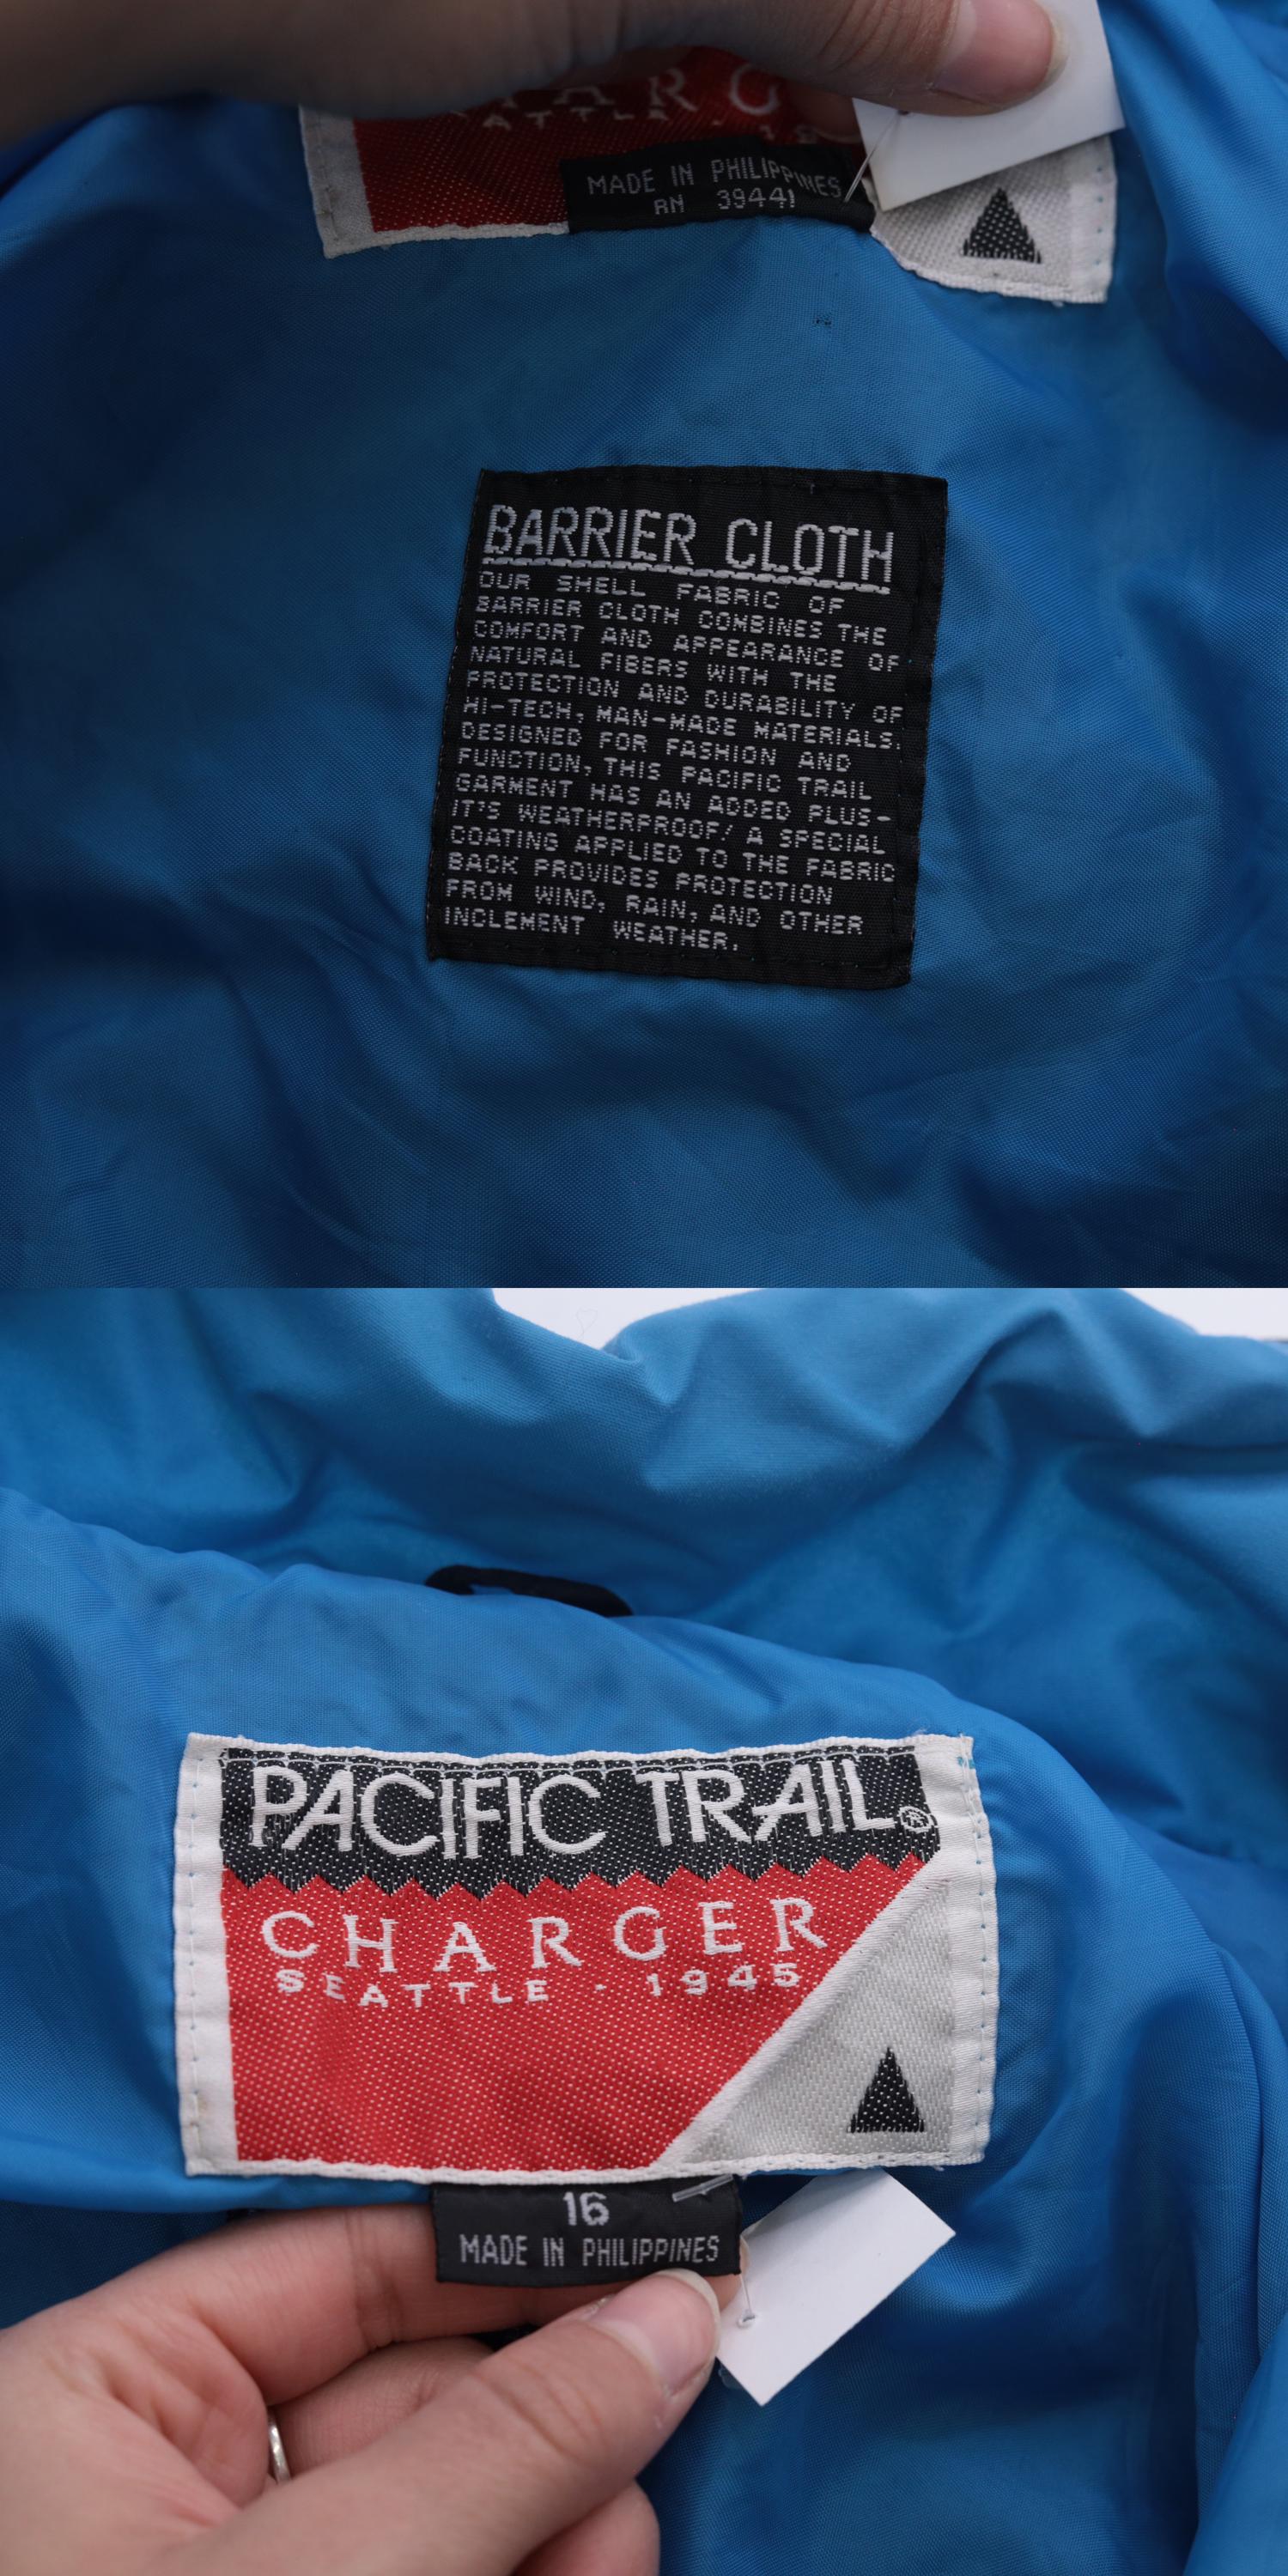 ARG
ATTLE · 19
MADE IN PHILIPPINES
RN 39441
BARRIER CLOTH
OUR SHELL FABRIC OF
BARRIER CLOTH COMBINES THE
COMFORT AND APPEARANCE OF
NATURAL FIBERS WITH THE
PROTECTION AND DURABILITY OF
HI-TECH, MAN-MADE MATERIALS.
DESIGNED FOR FASHION AND
FUNCTION, THIS PACIFIC TRAIL
GARMENT HAS AN ADDED PLUS-
IT'S WEATHERPROOF! A SPECIAL
COATING APPLIED TO THE FABRIC
BACK PROVIDES PROTECTION
FROM WIND, RAIN, AND OTHER
INCLEMENT WEATHER.
PACIFIC TRAIL®
CHARGER
SEATTLE · 1945
16
MADE IN PHILIPPINES